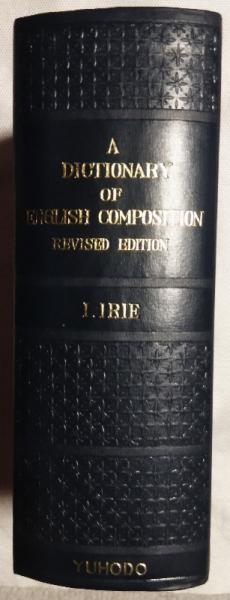 A
DICTIONARY
OF
ENGLISH COMPOSITION
REVISED EDITION
I. IRIE
YUHODO